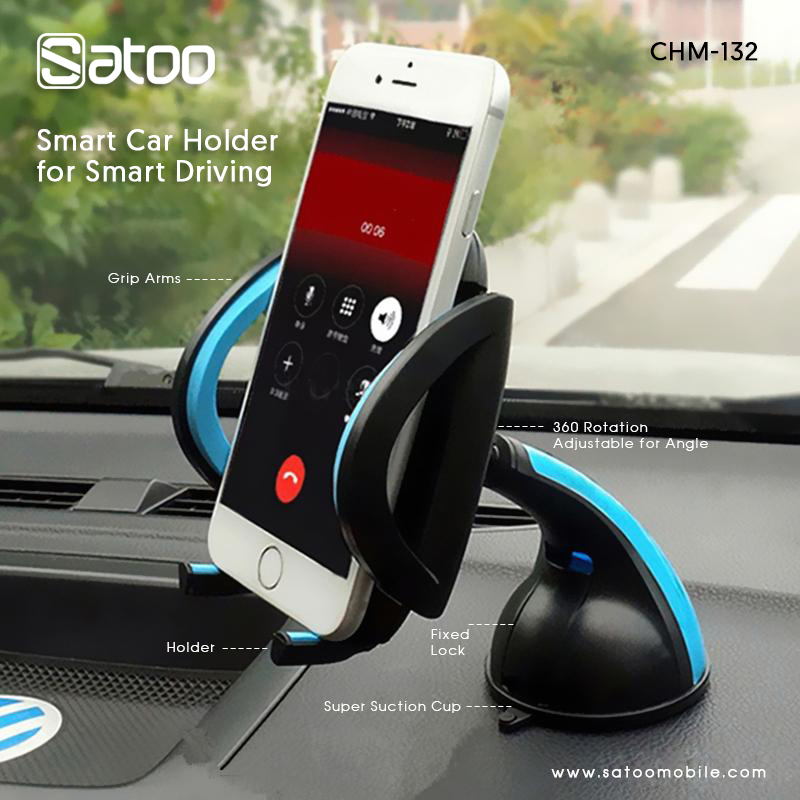 Satoo
CHM-132
Smart Car Holder
for Smart Driving
00:06
Grip Arms
360 Rotation
Adjustable for Angle
Holder
Fixed
Lock
Super Suction Cup
www.satoomobile.com